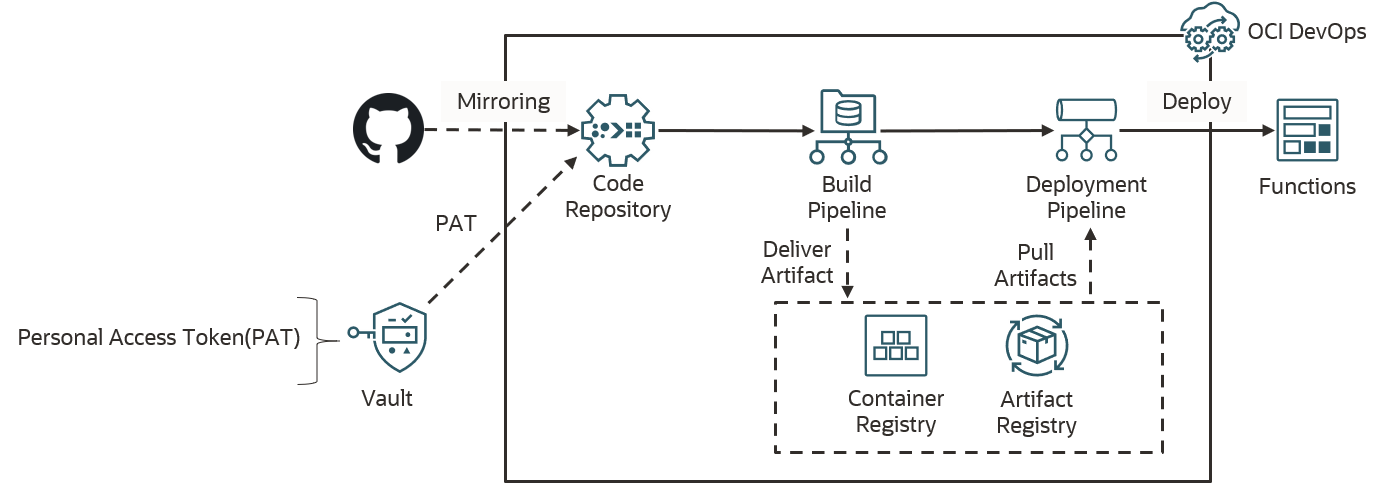 OCI DevOps
Mirroring
Deploy
Code
Repository
Build
Pipeline
Deployment
Pipeline
Functions
PAT
Deliver
Artifact
Pull
Artifacts
Personal Access Token(PAT)
Vault
Container
Registry
Artifact
Registry